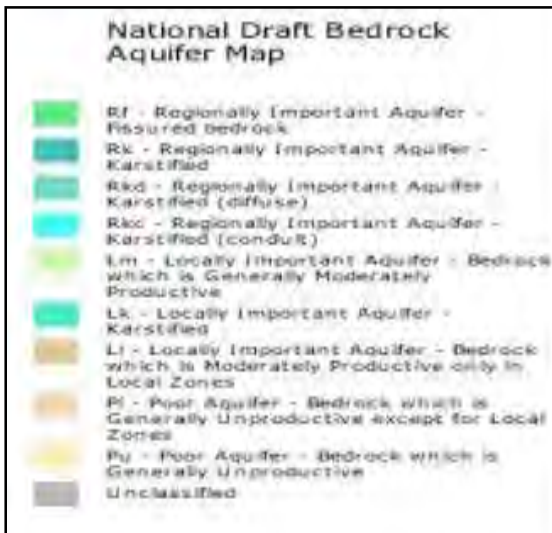 National Draft Bedrock
Aquifer Map
Rf - Regionally Important Aquifer -
fissured bedrock
Rk - Regionally Important Aquifer -
Karstified
Rkd - Regionally Important Aquifer -
Karstified (diffuse)
Rkc - Regionally Important Aquifer -
Karstified (conduit)
Lm - Locally Important Aquifer - Bedrock
which is Generally Moderately
Productive
Lk - Locally Important Aquifer -
Karstified
Ll - Locally Important Aquifer - Bedrock
which is Moderately Productive only in
Local Zones
Pl - Poor Aquifer - Bedrock which is
Generally Unproductive except for Local
Zones
Pu - Poor Aquifer - Bedrock which is
Generally Unproductive
Unclassified